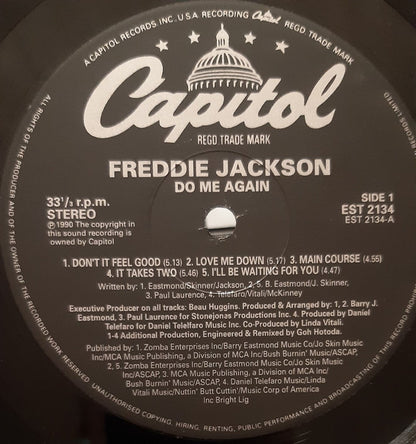 A CAPITOL RECORDS INC., U.S.A. RECORDING CAPITOL REGD. TRADE MARK
Capitol
REGD TRADE MARK
FREDDIE JACKSON
DO ME AGAIN
33¹/₃ r.p.m.
STEREO
℗1990 The copyright in
this sound recording is
owned by Capitol
SIDE 1
EST 2134
EST 2134-A
1. DON'T IT FEEL GOOD (5.13) 2. LOVE ME DOWN (5.17) 3. MAIN COURSE (4.55)
4. IT TAKES TWO (5.46) 5. I'LL BE WAITING FOR YOU (4.47)
Written by: 1. Eastmond/Skinner/Jackson, 2, 5. B. Eastmond/J. Skinner,
3. Paul Laurence, 4. Telefaro/Vitali/McKinney
Executive Producer on all tracks: Beau Huggins. Produced & Arranged by: 1, 2. Barry J.
Eastmond, 3. Paul Laurence for Stonejonas Productions Inc. 4. Produced by Daniel
Telefaro for Daniel Telelfaro Music Inc. Co-Produced by Linda Vitali.
1-4 Additional Production, Engineered & Remixed by Goh Hotoda.
Published by: 1. Zomba Enterprises Inc/Barry Eastmond Music Co/Jo Skin Music
Inc/MCA Music Publishing, a Division of MCA Inc/Bush Burnin' Music/ASCAP,
2, 5. Zomba Enterprises Inc/Barry Eastmond Music Co/Jo Skin Music
Inc/ASCAP, 3. MCA Music Publishing, a Division of MCA Inc/
Bush Burnin' Music/ASCAP, 4. Daniel Telefaro Music/Linda
Vitali Music/Nuttin' Butt Cuttin'/Music Corp of America
Inc Bright Lig
ALL RIGHTS OF THE PRODUCER AND OF THE OWNER OF THE RECORDED WORK RESERVED. UNAUTHORISED COPYING, HIRING, RENTING, PUBLIC PERFORMANCE AND BROADCASTING OF THIS RECORD
RECORDS LIMITED